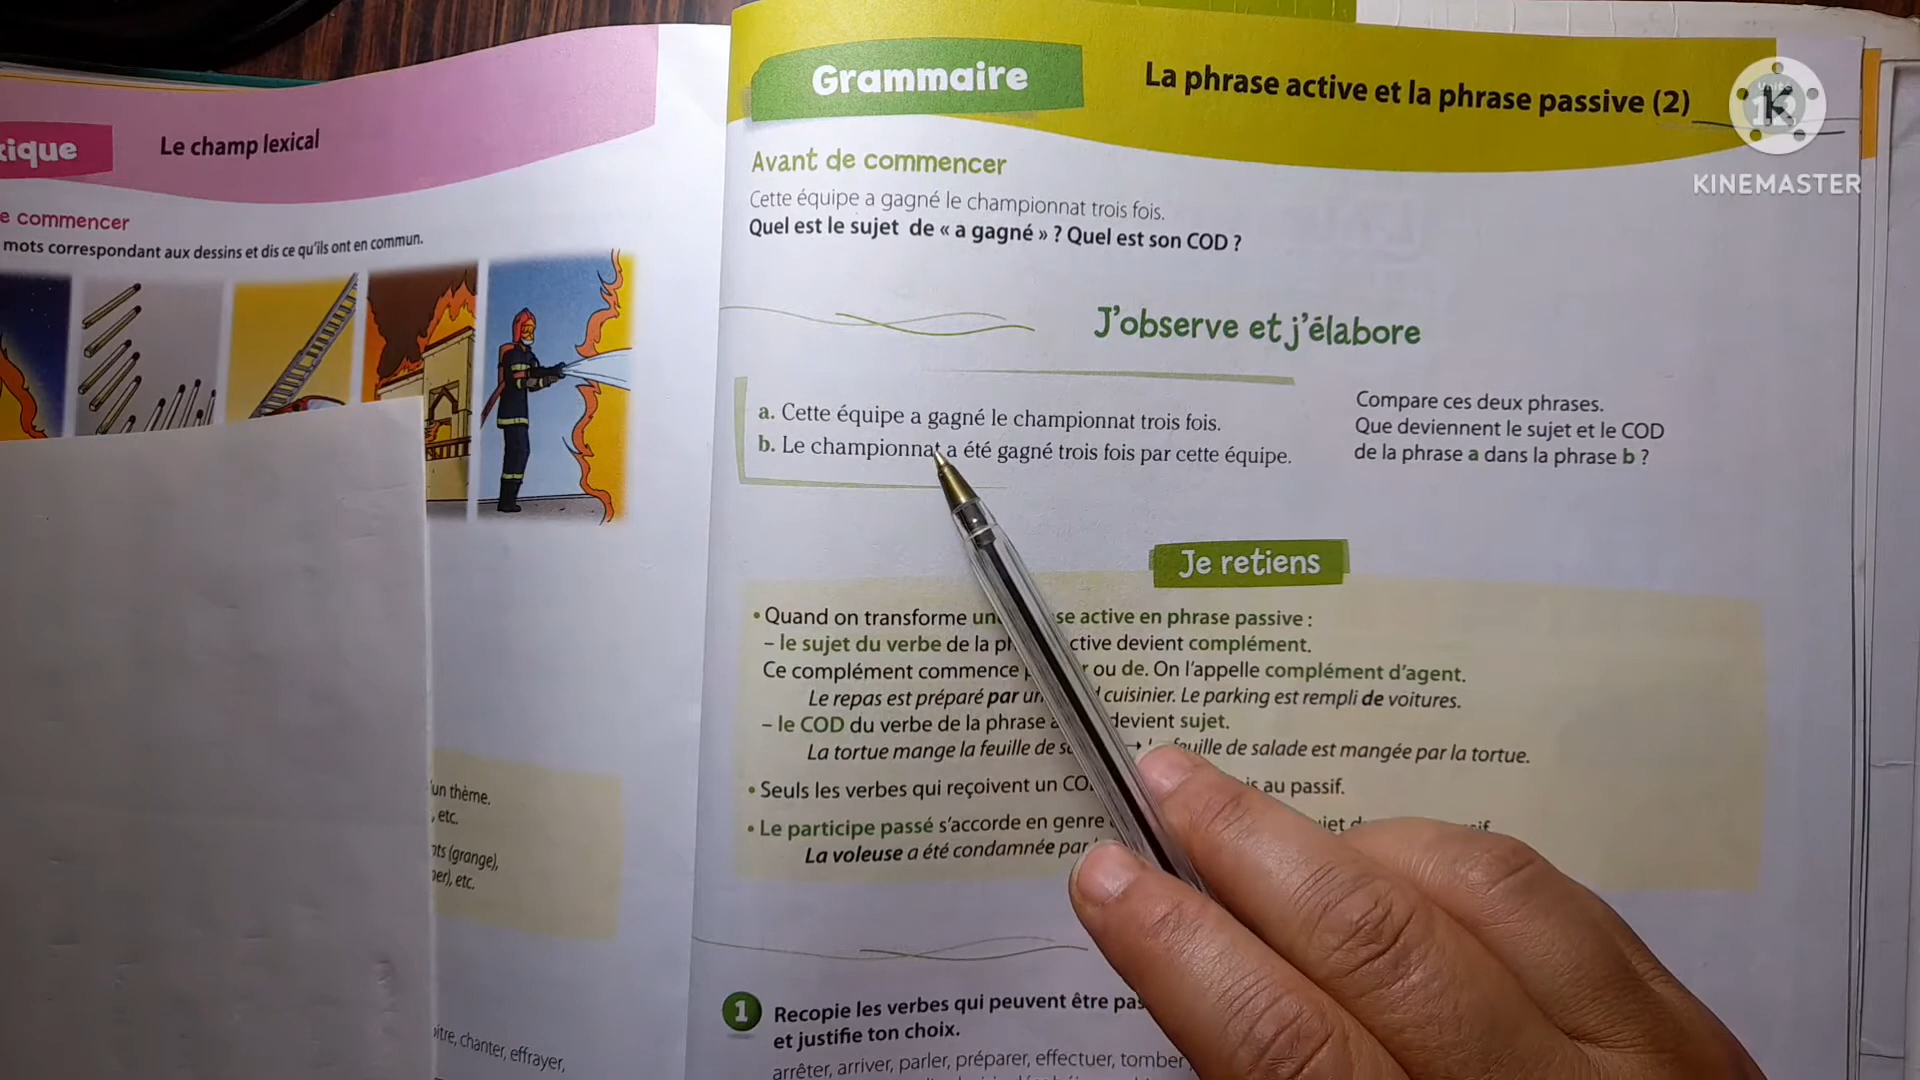 Le champ lexical
e commencer
mots correspondant aux dessins et dis ce qu'ils ont en commun.
un thème.
, etc.
nts (grange),
, etc.
chanter, effrayer,
Grammaire
La phrase active et la phrase passive (2)
KINEMASTER
Avant de commencer
Cette équipe a gagné le championnat trois fois.
Quel est le sujet de « a gagné » ? Quel est son COD ?
J'observe et j'élabore
a. Cette équipe a gagné le championnat trois fois.
b. Le championnat a été gagné trois fois par cette équipe.
Compare ces deux phrases.
Que deviennent le sujet et le COD
de la phrase a dans la phrase b ?
Je retiens
• Quand on transforme une active en phrase passive :
– le sujet du verbe de la devient complément.
Ce complément commence ou de. On l'appelle complément d'agent.
Le repas est préparé par un cuisinier. Le parking est rempli de voitures.
– le COD du verbe de la phrase devient sujet.
La tortue mange la feuille de feuille de salade est mangée par la tortue.
• Seuls les verbes qui reçoivent un au passif.
• Le participe passé s'accorde en genre
La voleuse a été condamnée par
1 Recopie les verbes qui peuvent être
et justifie ton choix.
arrêter, arriver, parler, préparer, effectuer, tomber